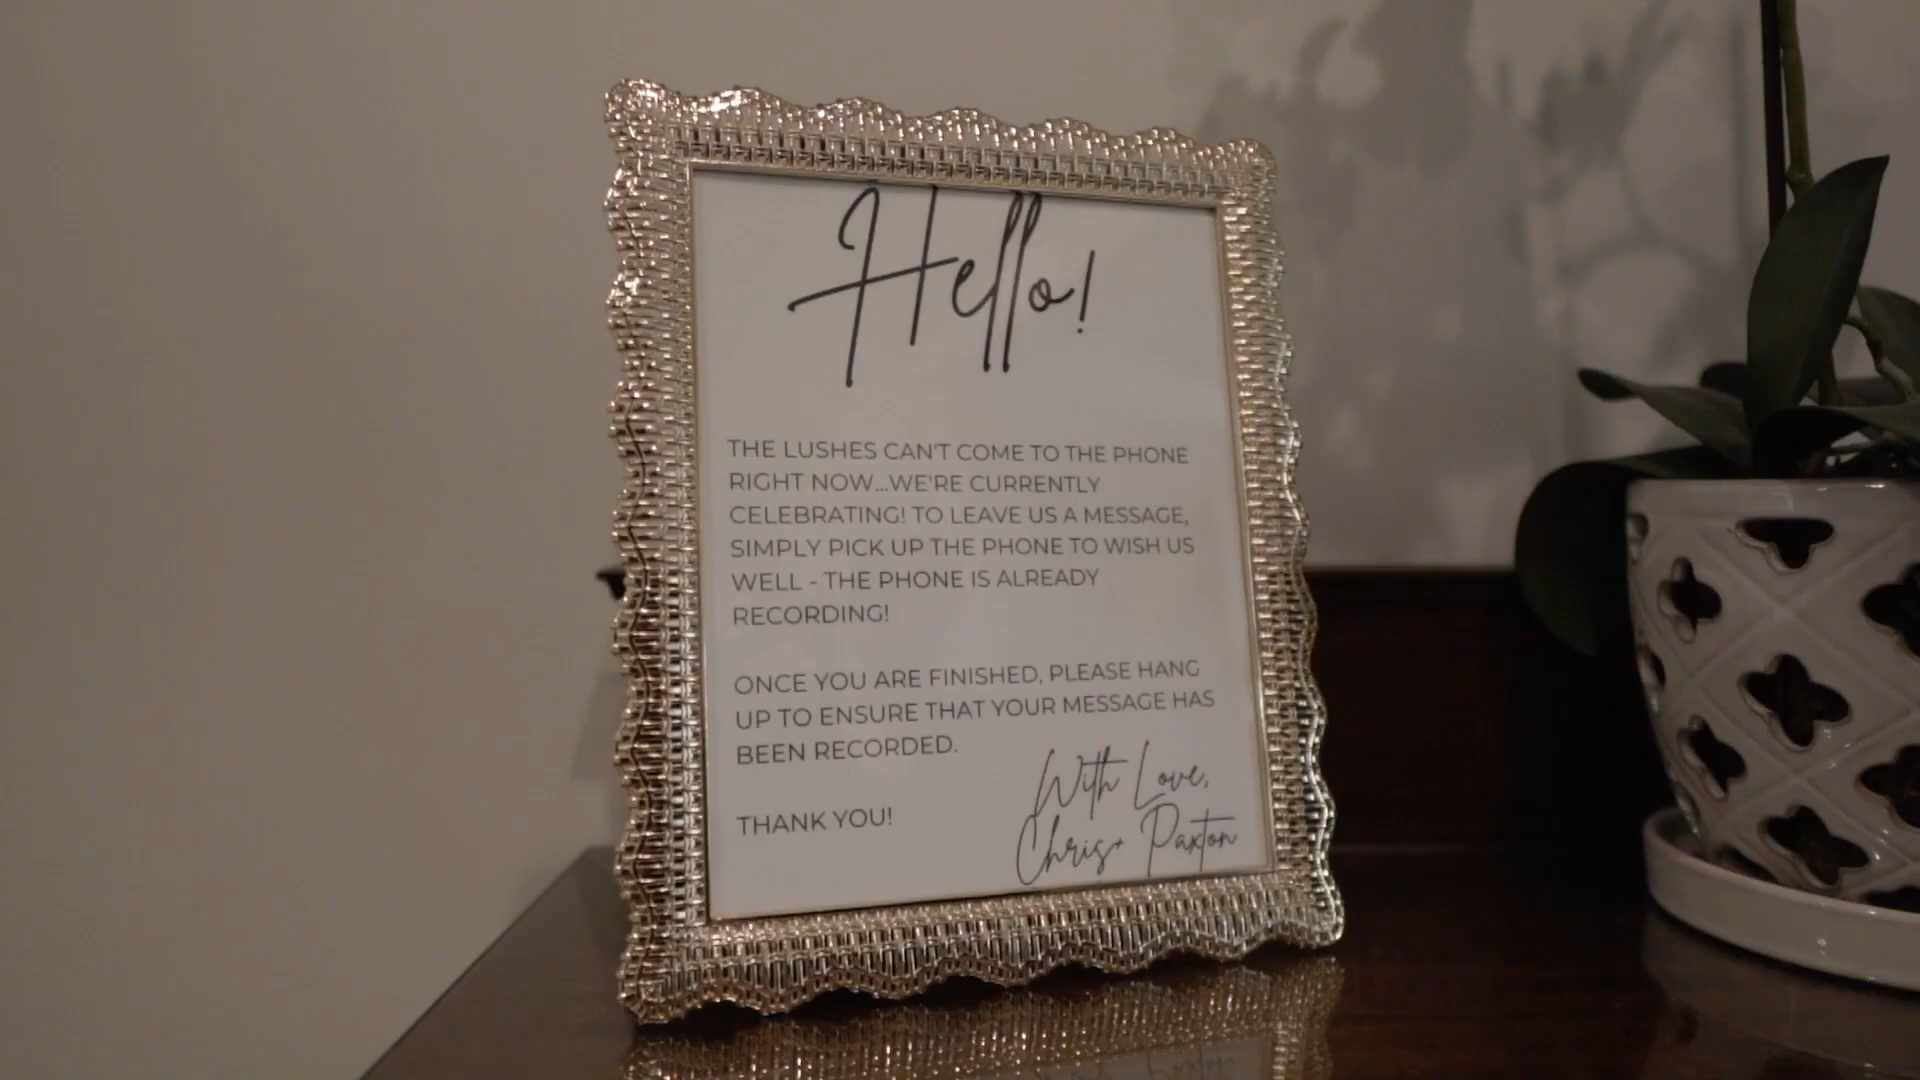 Hello!
THE LUSHES CAN'T COME TO THE PHONE
RIGHT NOW...WE'RE CURRENTLY
CELEBRATING! TO LEAVE US A MESSAGE,
SIMPLY PICK UP THE PHONE TO WISH US
WELL - THE PHONE IS ALREADY
RECORDING!
ONCE YOU ARE FINISHED, PLEASE HANG
UP TO ENSURE THAT YOUR MESSAGE HAS
BEEN RECORDED.
THANK YOU!
With Love,
Chris+ Paxton